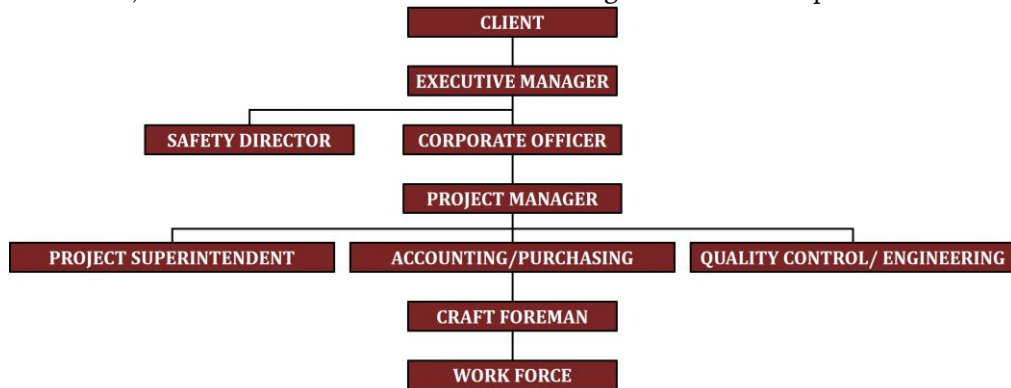 CLIENT
EXECUTIVE MANAGER
SAFETY DIRECTOR
CORPORATE OFFICER
PROJECT MANAGER
PROJECT SUPERINTENDENT
ACCOUNTING/PURCHASING
QUALITY CONTROL/ ENGINEERING
CRAFT FOREMAN
WORK FORCE